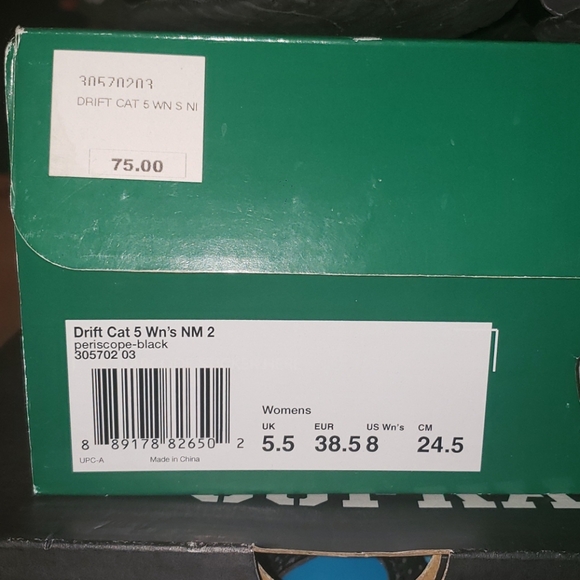 30570203
DRIFT CAT 5 WN S NI
75.00
Drift Cat 5 Wn's NM 2
periscope-black
305702 03
8 89178 82650 2
UPC-A Made in China
Womens
UK EUR US Wn's CM
5.5 38.5 8 24.5